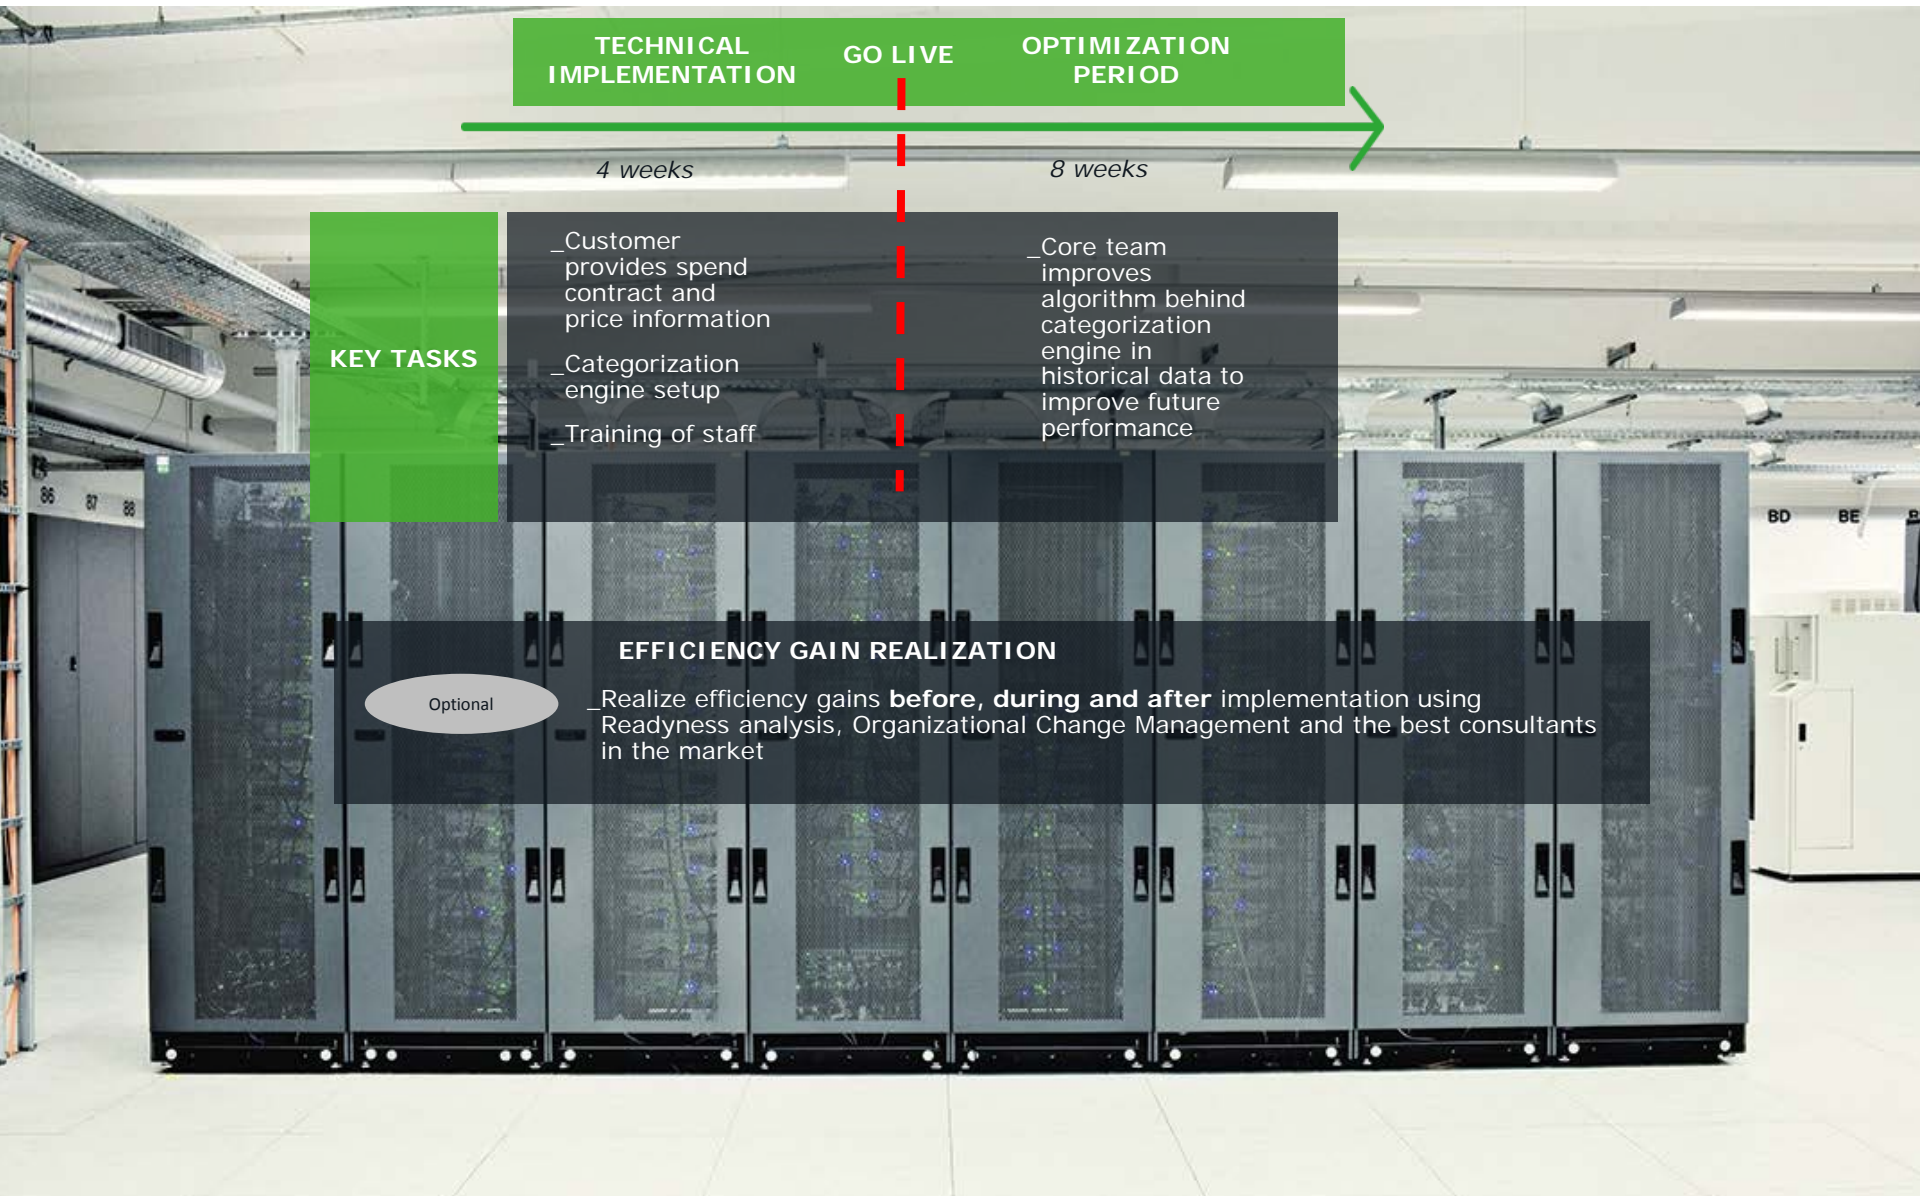 TECHNICAL
IMPLEMENTATION
GO LIVE
OPTIMIZATION
PERIOD
4 weeks
8 weeks
KEY TASKS
_Customer
provides spend
contract and
price information
_Categorization
engine setup
_Training of staff
_Core team
improves
algorithm behind
categorization
engine in
historical data to
improve future
performance
86
87
88
BD
BE
EFFICIENCY GAIN REALIZATION
Optional
_Realize efficiency gains before, during and after implementation using
Readyness analysis, Organizational Change Management and the best consultants
in the market